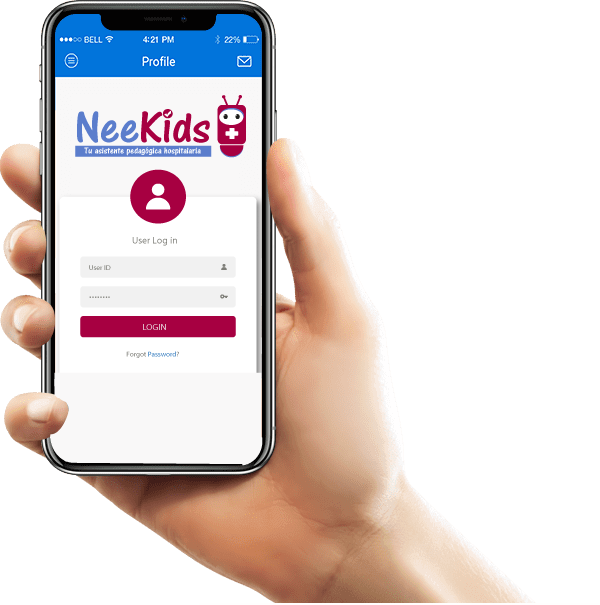 BELL 4:21 PM 22%
Profile
NeeKids
Tu asistente pedagógica hospitalaria
User Log in
User ID
LOGIN
Forgot Password?